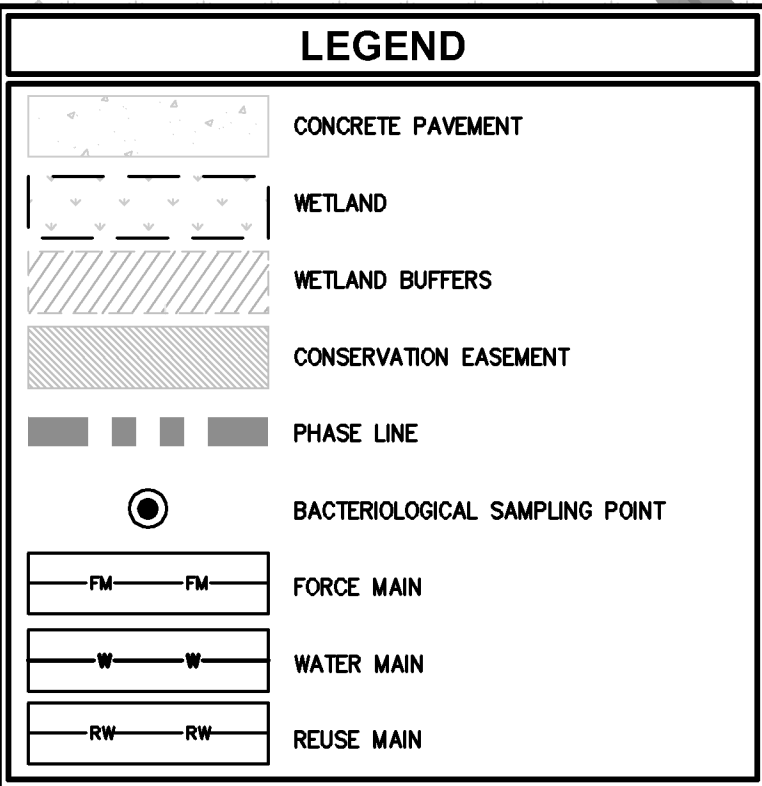 LEGEND
CONCRETE PAVEMENT
WETLAND
WETLAND BUFFERS
CONSERVATION EASEMENT
PHASE LINE
BACTERIOLOGICAL SAMPLING POINT
FM FM FORCE MAIN
W W WATER MAIN
RW RW REUSE MAIN